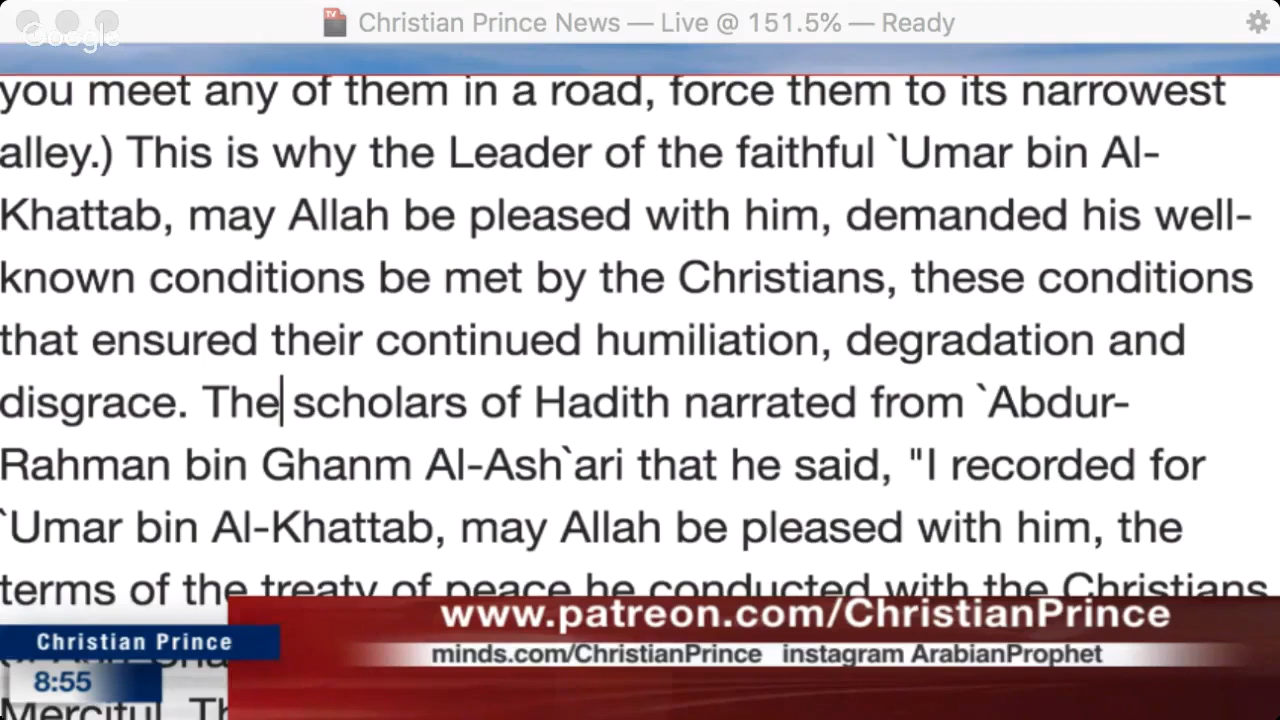 Christian Prince News — Live @ 151.5% — Ready
Google
you meet any of them in a road, force them to its narrowest
alley.) This is why the Leader of the faithful `Umar bin Al-
Khattab, may Allah be pleased with him, demanded his well-
known conditions be met by the Christians, these conditions
that ensured their continued humiliation, degradation and
disgrace. The scholars of Hadith narrated from `Abdur-
Rahman bin Ghanm Al-Ash`ari that he said, "I recorded for
`Umar bin Al-Khattab, may Allah be pleased with him, the
terms of the treaty of peace he conducted with the Christians
www.patreon.com/ChristianPrince
Christian Prince
minds.com/ChristianPrince instagram ArabianProphet
8:55
Merciful.